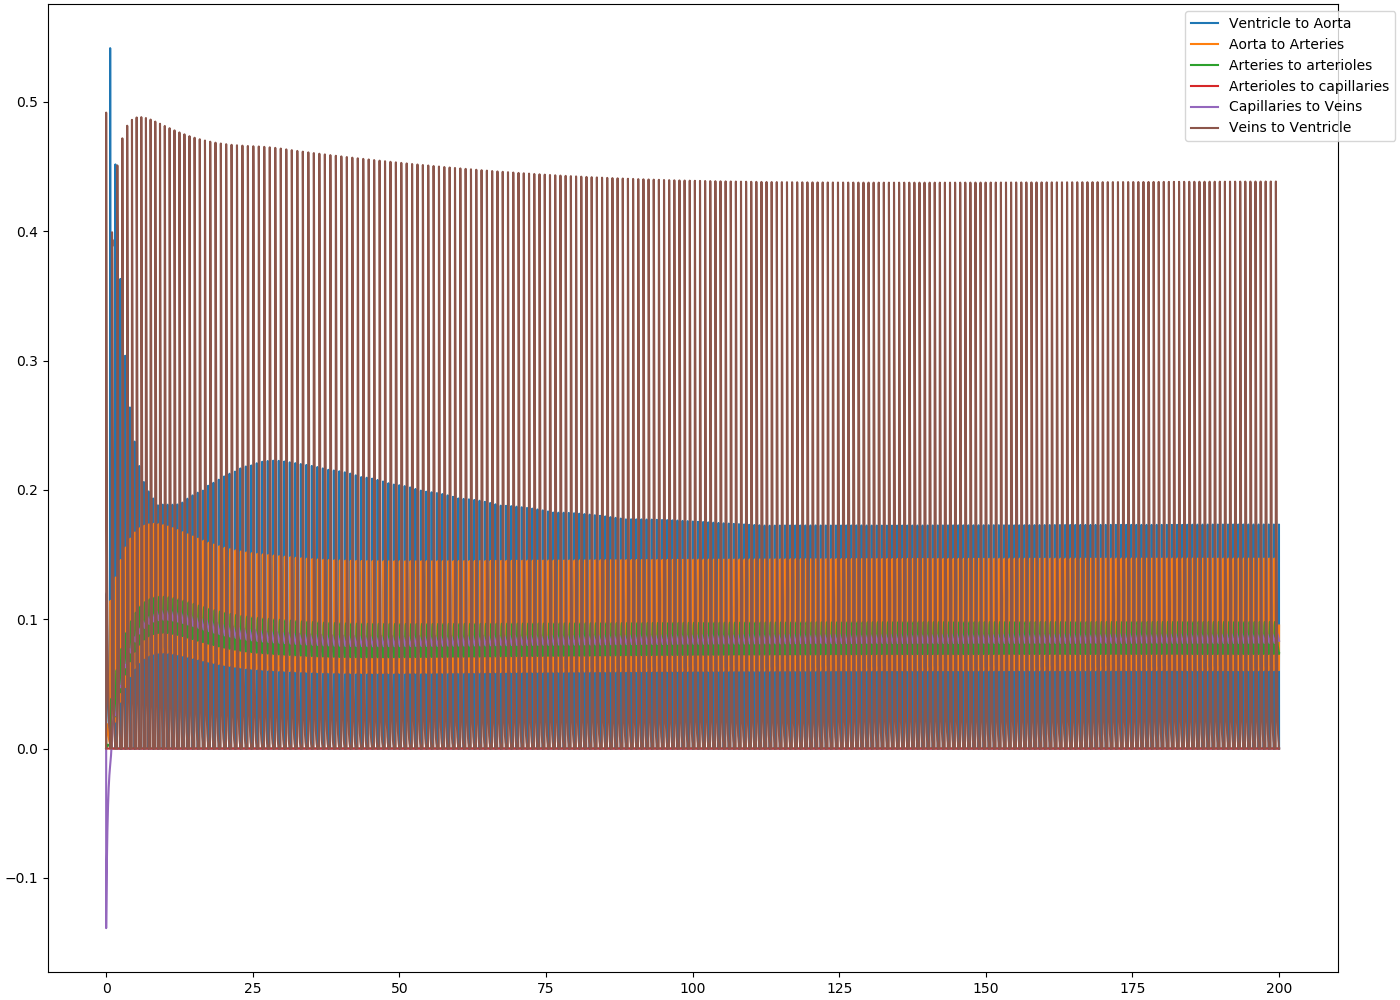 Ventricle to Aorta
Aorta to Arteries
Arteries to arterioles
Arterioles to capillaries
Capillaries to Veins
Veins to Ventricle
0.5
0.4
0.3
0.2
0.1
0.0
−0.1
0 25 50 75 100 125 150 175 200